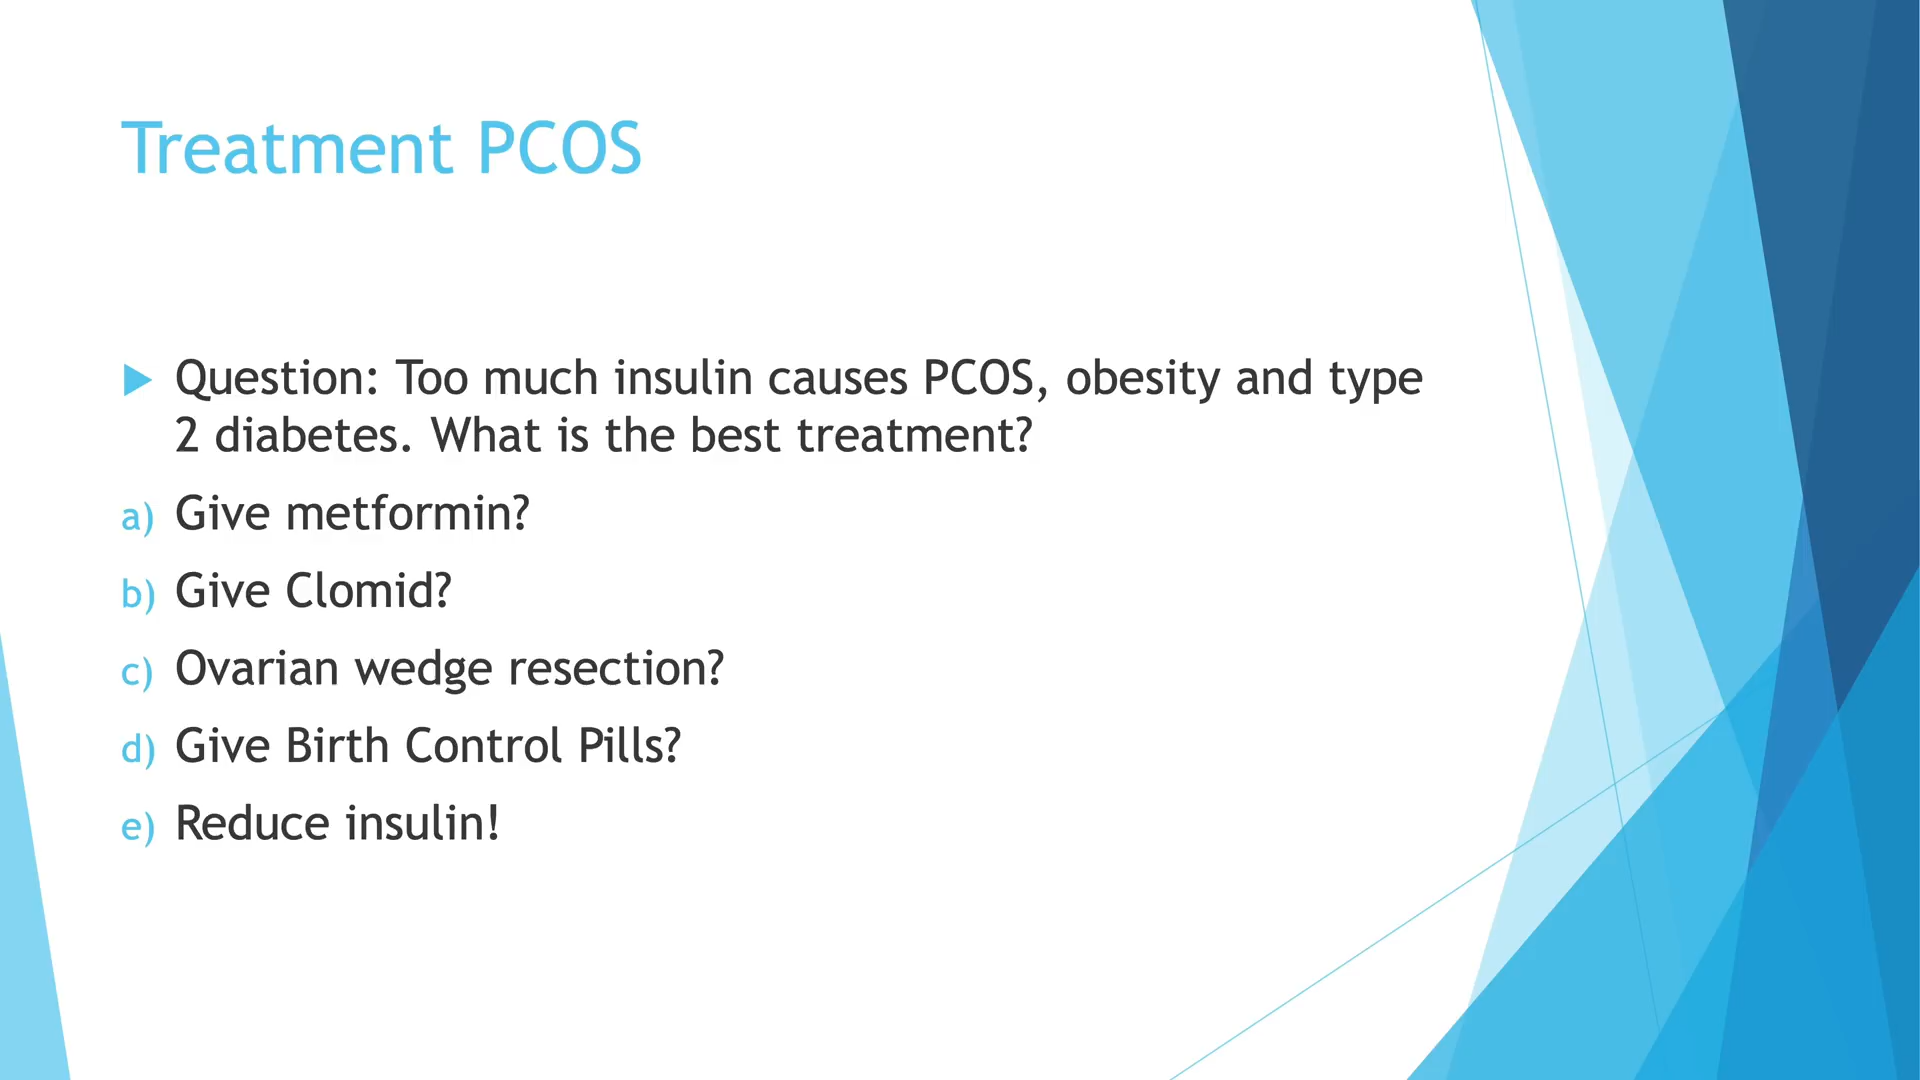 Treatment PCOS
Question: Too much insulin causes PCOS, obesity and type
2 diabetes. What is the best treatment?
a) Give metformin?
b) Give Clomid?
c) Ovarian wedge resection?
d) Give Birth Control Pills?
e) Reduce insulin!